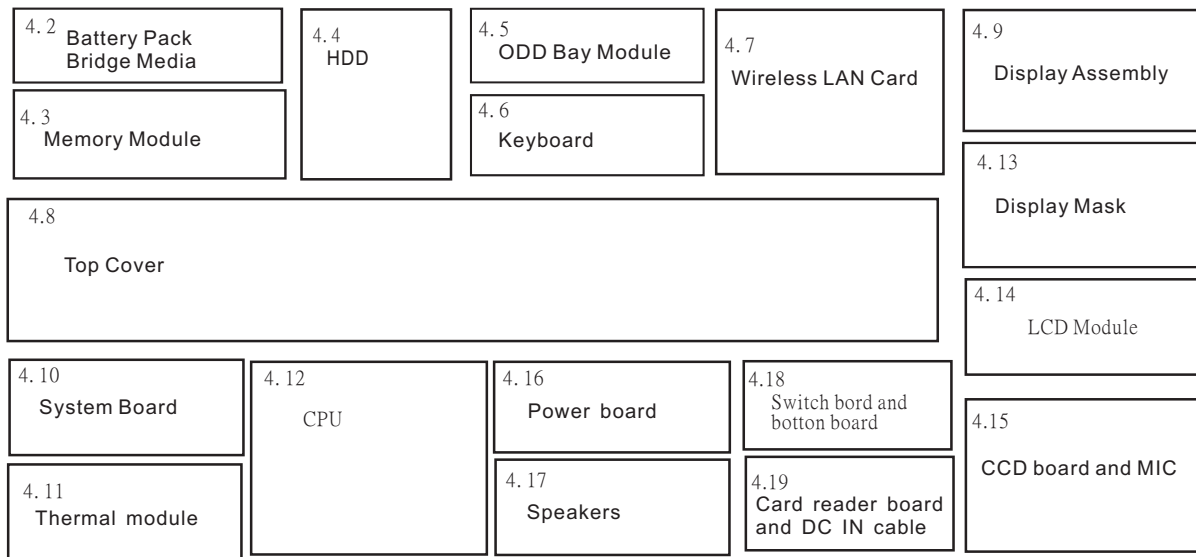 4.2
Battery Pack
Bridge Media
4.3
Memory Module
4.4
HDD
4.5
ODD Bay Module
4.6
Keyboard
4.7
Wireless LAN Card
4.9
Display Assembly
4.13
Display Mask
4.8
Top Cover
4.14
LCD Module
4.10
System Board
4.11
Thermal module
4.12
CPU
4.16
Power board
4.17
Speakers
4.18
Switch bord and
botton board
4.19
Card reader board
and DC IN cable
4.15
CCD board and MIC